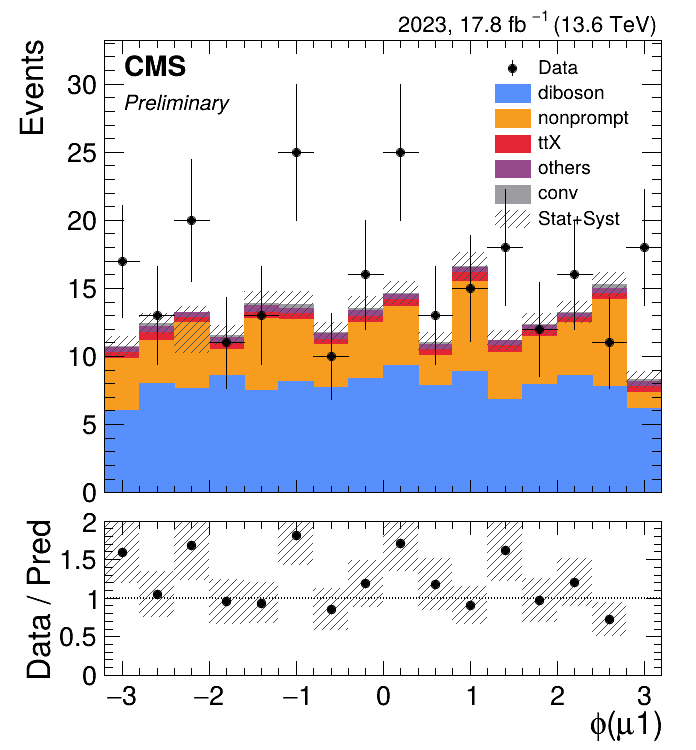 2023, 17.8 fb⁻¹ (13.6 TeV)
CMS
Preliminary
Events
30
25
20
15
10
5
0
Data
diboson
nonprompt
ttX
others
conv
Stat+Syst
Data / Pred
2
1.5
1
0.5
0
−3 −2 −1 0 1 2 3
ϕ(μ1)